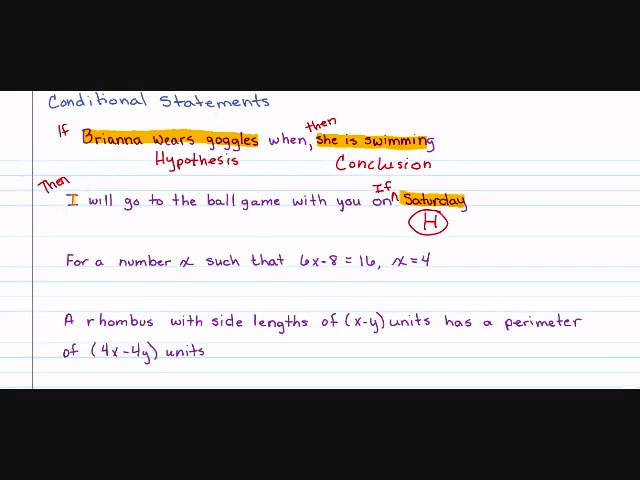 Conditional Statements
If Brianna wears goggles when, then she is swimming
Hypothesis Conclusion
Then
I will go to the ball game with you on If ^ Saturday
H
For a number x such that 6x-8=16, x=4
A rhombus with side lengths of (x-y) units has a perimeter
of (4x-4y) units